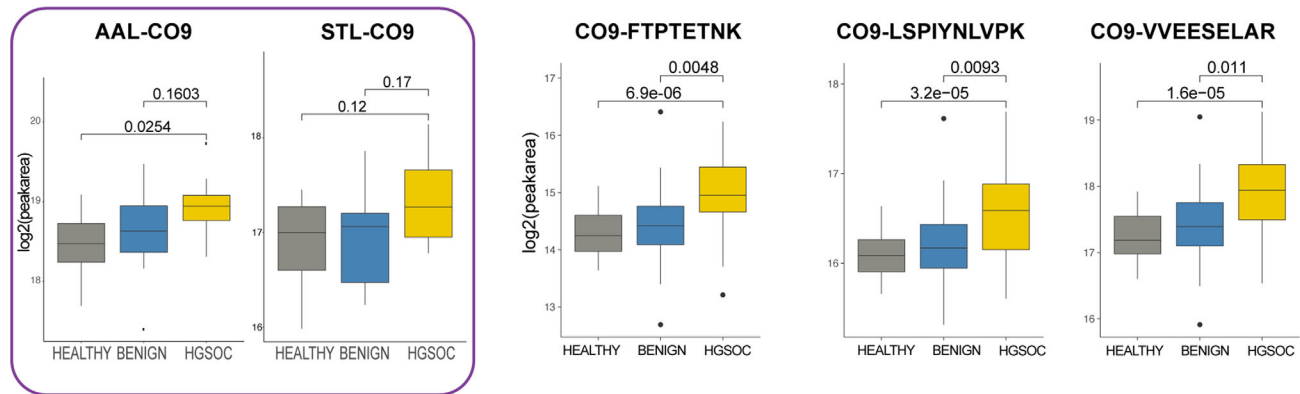 AAL-CO9
STL-CO9
CO9-FTPTETNK
CO9-LSPIYNLVPK
CO9-VVEESELAR
log2(peakarea)
20
19
18
0.1603
0.0254
HEALTHY BENIGN HGSOC
18
17
16
0.17
0.12
HEALTHY BENIGN HGSOC
log2(peakarea)
17
16
15
14
13
0.0048
6.9e−06
HEALTHY BENIGN HGSOC
18
17
16
0.0093
3.2e−05
HEALTHY BENIGN HGSOC
19
18
17
16
0.011
1.6e−05
HEALTHY BENIGN HGSOC